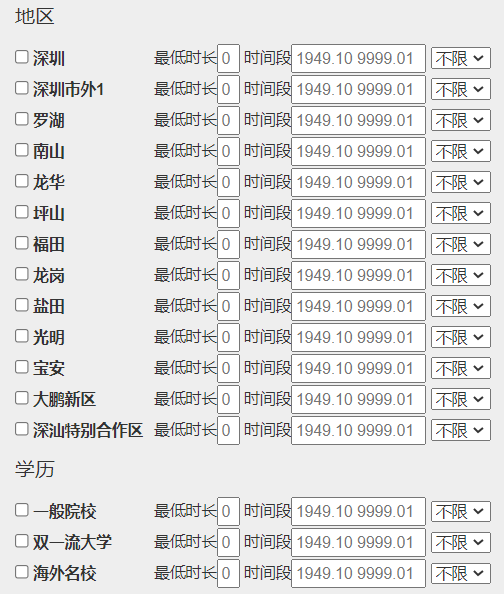 地区
深圳 最低时长 0 时间段 1949.10 9999.01 不限
深圳市外1 最低时长 0 时间段 1949.10 9999.01 不限
罗湖 最低时长 0 时间段 1949.10 9999.01 不限
南山 最低时长 0 时间段 1949.10 9999.01 不限
龙华 最低时长 0 时间段 1949.10 9999.01 不限
坪山 最低时长 0 时间段 1949.10 9999.01 不限
福田 最低时长 0 时间段 1949.10 9999.01 不限
龙岗 最低时长 0 时间段 1949.10 9999.01 不限
盐田 最低时长 0 时间段 1949.10 9999.01 不限
光明 最低时长 0 时间段 1949.10 9999.01 不限
宝安 最低时长 0 时间段 1949.10 9999.01 不限
大鹏新区 最低时长 0 时间段 1949.10 9999.01 不限
深汕特别合作区 最低时长 0 时间段 1949.10 9999.01 不限
学历
一般院校 最低时长 0 时间段 1949.10 9999.01 不限
双一流大学 最低时长 0 时间段 1949.10 9999.01 不限
海外名校 最低时长 0 时间段 1949.10 9999.01 不限